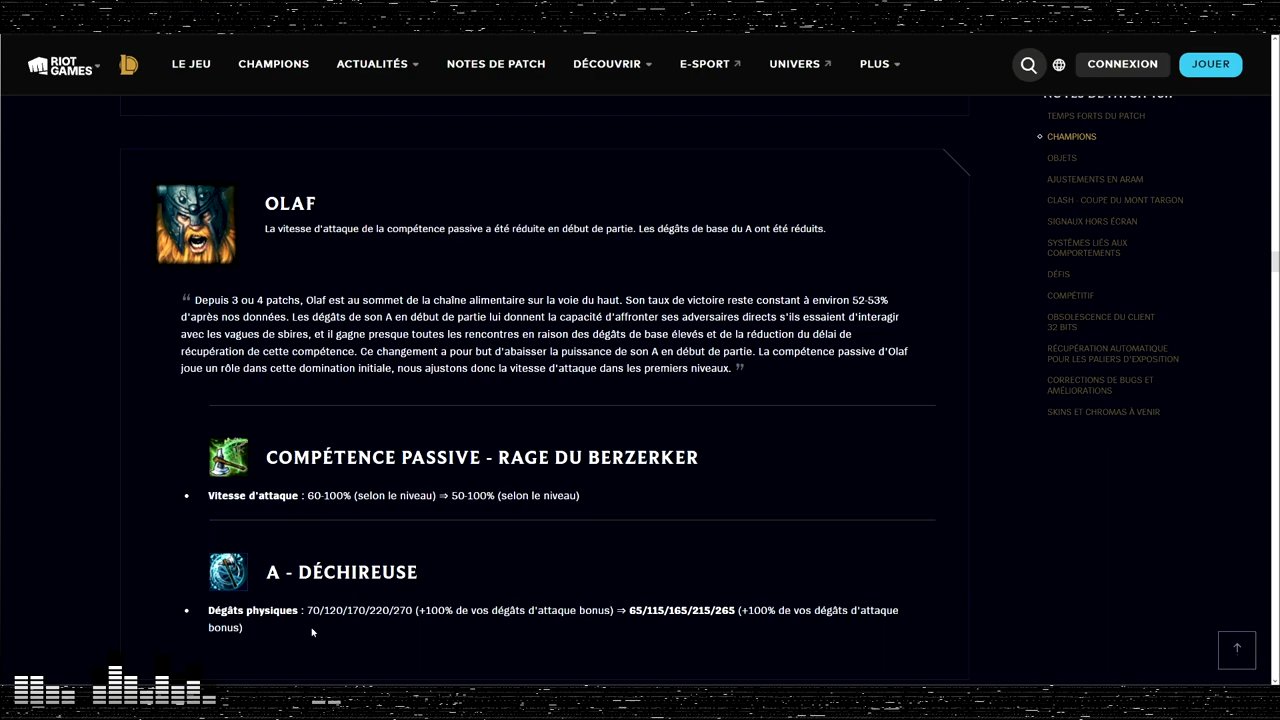 RIOT GAMES
LE JEU
CHAMPIONS
ACTUALITÉS
NOTES DE PATCH
DÉCOUVRIR
E-SPORT
UNIVERS
PLUS
CONNEXION
JOUER
TEMPS FORTS DU PATCH
CHAMPIONS
OBJETS
AJUSTEMENTS EN ARAM
CLASH - COUPE DU MONT TARGON
SIGNAUX HORS ÉCRAN
SYSTÈMES LIÉS AUX
COMPORTEMENTS
DÉFIS
COMPÉTITIF
OBSOLESCENCE DU CLIENT
32 BITS
RÉCUPÉRATION AUTOMATIQUE
POUR LES PALIERS D'EXPOSITION
CORRECTIONS DE BUGS ET
AMÉLIORATIONS
SKINS ET CHROMAS À VENIR
OLAF
La vitesse d'attaque de la compétence passive a été réduite en début de partie. Les dégâts de base du A ont été réduits.
“ Depuis 3 ou 4 patchs, Olaf est au sommet de la chaîne alimentaire sur la voie du haut. Son taux de victoire reste constant à environ 52-53%
d'après nos données. Les dégâts de son A en début de partie lui donnent la capacité d'affronter ses adversaires directs s'ils essaient d'interagir
avec les vagues de sbires, et il gagne presque toutes les rencontres en raison des dégâts de base élevés et de la réduction du délai de
récupération de cette compétence. Ce changement a pour but d'abaisser la puissance de son A en début de partie. La compétence passive d'Olaf
joue un rôle dans cette domination initiale, nous ajustons donc la vitesse d'attaque dans les premiers niveaux. ”
COMPÉTENCE PASSIVE - RAGE DU BERZERKER
• Vitesse d'attaque : 60-100% (selon le niveau) ⇒ 50-100% (selon le niveau)
A - DÉCHIREUSE
• Dégâts physiques : 70/120/170/220/270 (+100% de vos dégâts d'attaque bonus) ⇒ 65/115/165/215/265 (+100% de vos dégâts d'attaque
bonus)